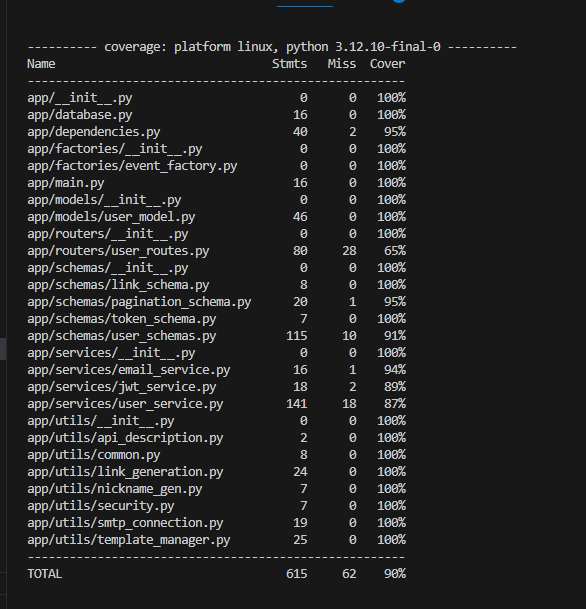 ---------- coverage: platform linux, python 3.12.10-final-0 ----------
Name                                Stmts   Miss  Cover
-------------------------------------------------------
app/__init__.py                         0      0   100%
app/database.py                        16      0   100%
app/dependencies.py                    40      2    95%
app/factories/__init__.py               0      0   100%
app/factories/event_factory.py          0      0   100%
app/main.py                            16      0   100%
app/models/__init__.py                  0      0   100%
app/models/user_model.py               46      0   100%
app/routers/__init__.py                 0      0   100%
app/routers/user_routes.py             80     28    65%
app/schemas/__init__.py                 0      0   100%
app/schemas/link_schema.py              8      0   100%
app/schemas/pagination_schema.py       20      1    95%
app/schemas/token_schema.py             7      0   100%
app/schemas/user_schemas.py           115     10    91%
app/services/__init__.py                0      0   100%
app/services/email_service.py          16      1    94%
app/services/jwt_service.py            18      2    89%
app/services/user_service.py          141     18    87%
app/utils/__init__.py                   0      0   100%
app/utils/api_description.py            2      0   100%
app/utils/common.py                     8      0   100%
app/utils/link_generation.py           24      0   100%
app/utils/nickname_gen.py               7      0   100%
app/utils/security.py                   7      0   100%
app/utils/smtp_connection.py           19      0   100%
app/utils/template_manager.py          25      0   100%
-------------------------------------------------------
TOTAL                                 615     62    90%